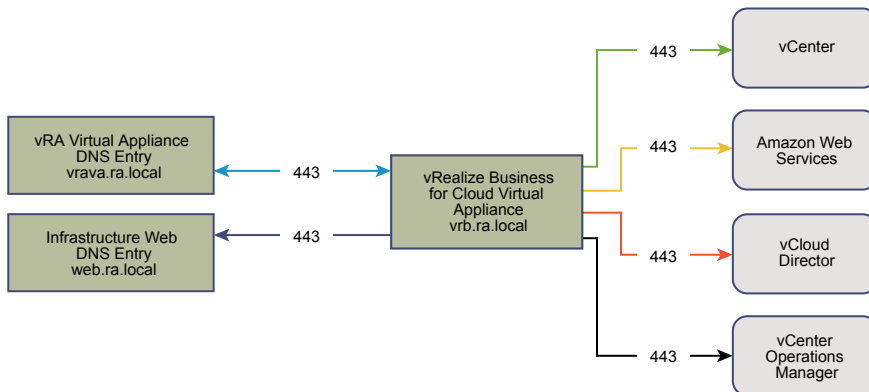 vRA Virtual Appliance
DNS Entry
vrava.ra.local
443
Infrastructure Web
DNS Entry
web.ra.local
443
vRealize Business
for Cloud Virtual
Appliance
vrb.ra.local
443
vCenter
443
Amazon Web
Services
443
vCloud
Director
443
vCenter
Operations
Manager